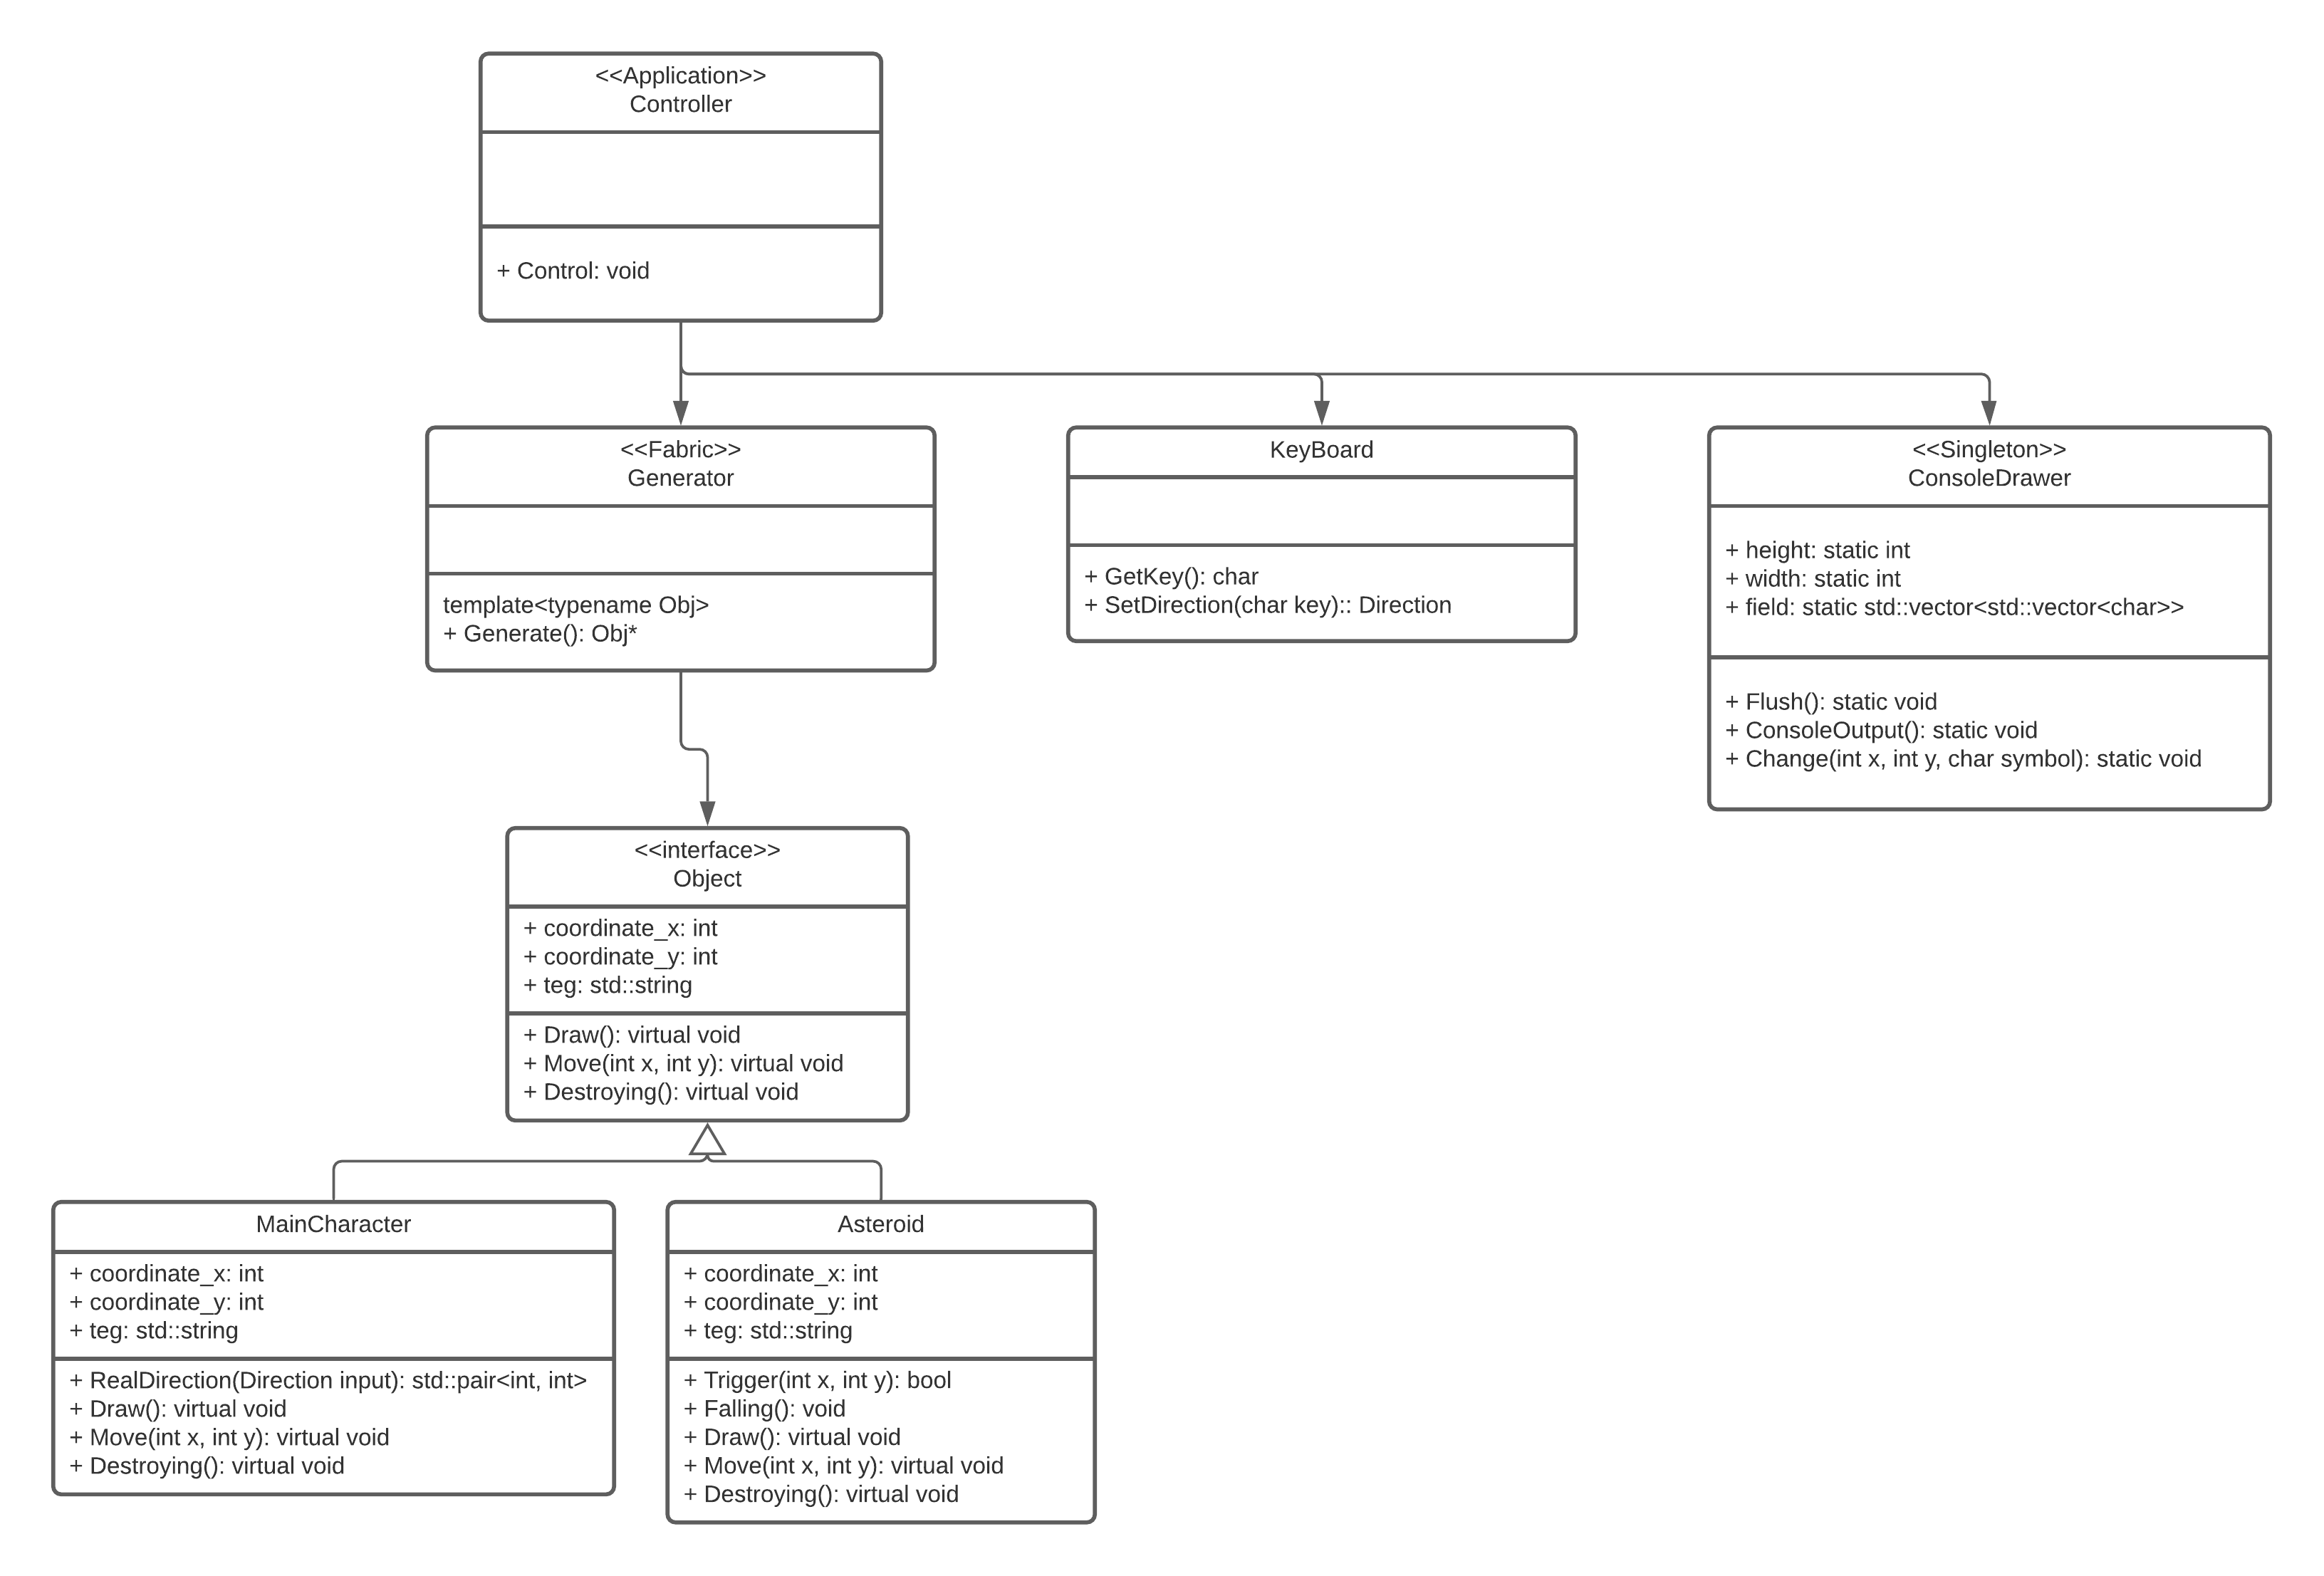 <<Application>>
Controller
+ Control: void
<<Fabric>>
Generator
template<typename Obj>
+ Generate(): Obj*
KeyBoard
+ GetKey(): char
+ SetDirection(char key):: Direction
<<Singleton>>
ConsoleDrawer
+ height: static int
+ width: static int
+ field: static std::vector<std::vector<char>>
+ Flush(): static void
+ ConsoleOutput(): static void
+ Change(int x, int y, char symbol): static void
<<interface>>
Object
+ coordinate_x: int
+ coordinate_y: int
+ teg: std::string
+ Draw(): virtual void
+ Move(int x, int y): virtual void
+ Destroying(): virtual void
MainCharacter
+ coordinate_x: int
+ coordinate_y: int
+ teg: std::string
+ RealDirection(Direction input): std::pair<int, int>
+ Draw(): virtual void
+ Move(int x, int y): virtual void
+ Destroying(): virtual void
Asteroid
+ coordinate_x: int
+ coordinate_y: int
+ teg: std::string
+ Trigger(int x, int y): bool
+ Falling(): void
+ Draw(): virtual void
+ Move(int x, int y): virtual void
+ Destroying(): virtual void